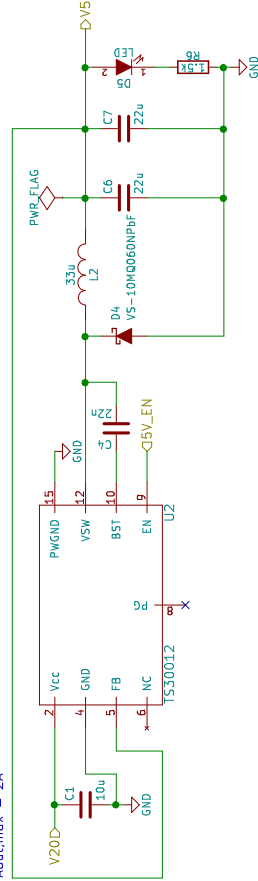 V5
LED
2
1
D5
R6
1.5k
GND
C7
22u
PWR_FLAG
C6
22u
33u
L2
D4
VS-10MQ060NPbF
22n
C4
5V_EN
GND
15
12
10
9
PWGND
VSW
BST
EN
U2
PG
8
TS30012
Vcc
GND
FB
NC
2
4
5
6
C1
10u
V20
GND